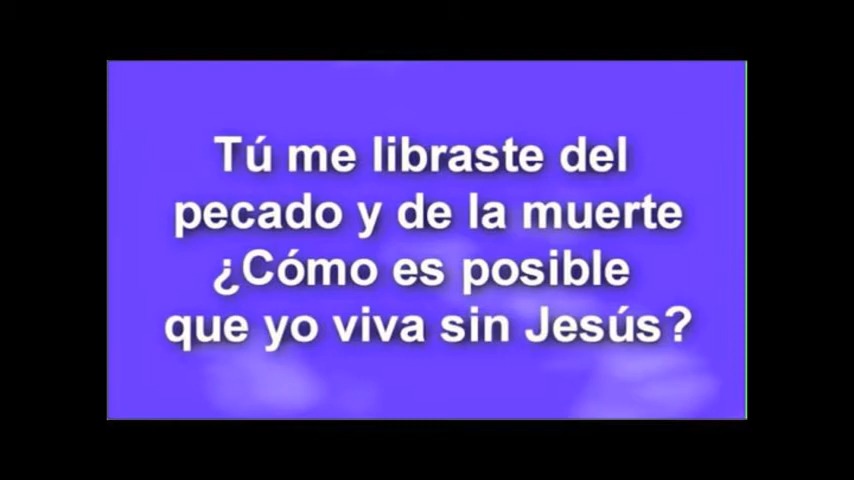 Tú me libraste del
pecado y de la muerte
¿Cómo es posible
que yo viva sin Jesús?